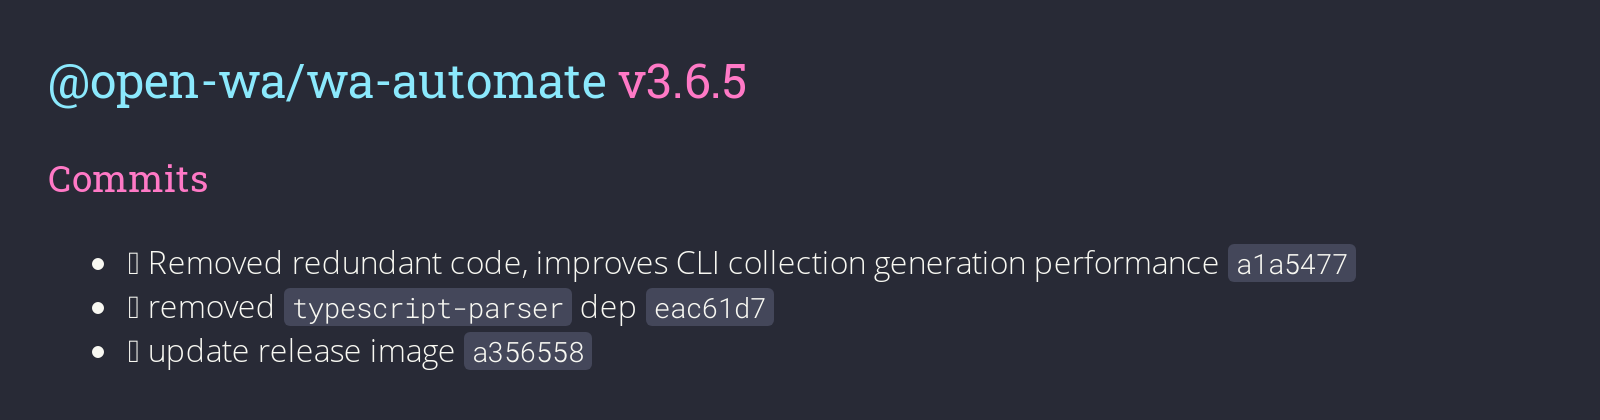 @open-wa/wa-automate v3.6.5
Commits
Removed redundant code, improves CLI collection generation performance a1a5477
removed typescript-parser dep eac61d7
update release image a356558